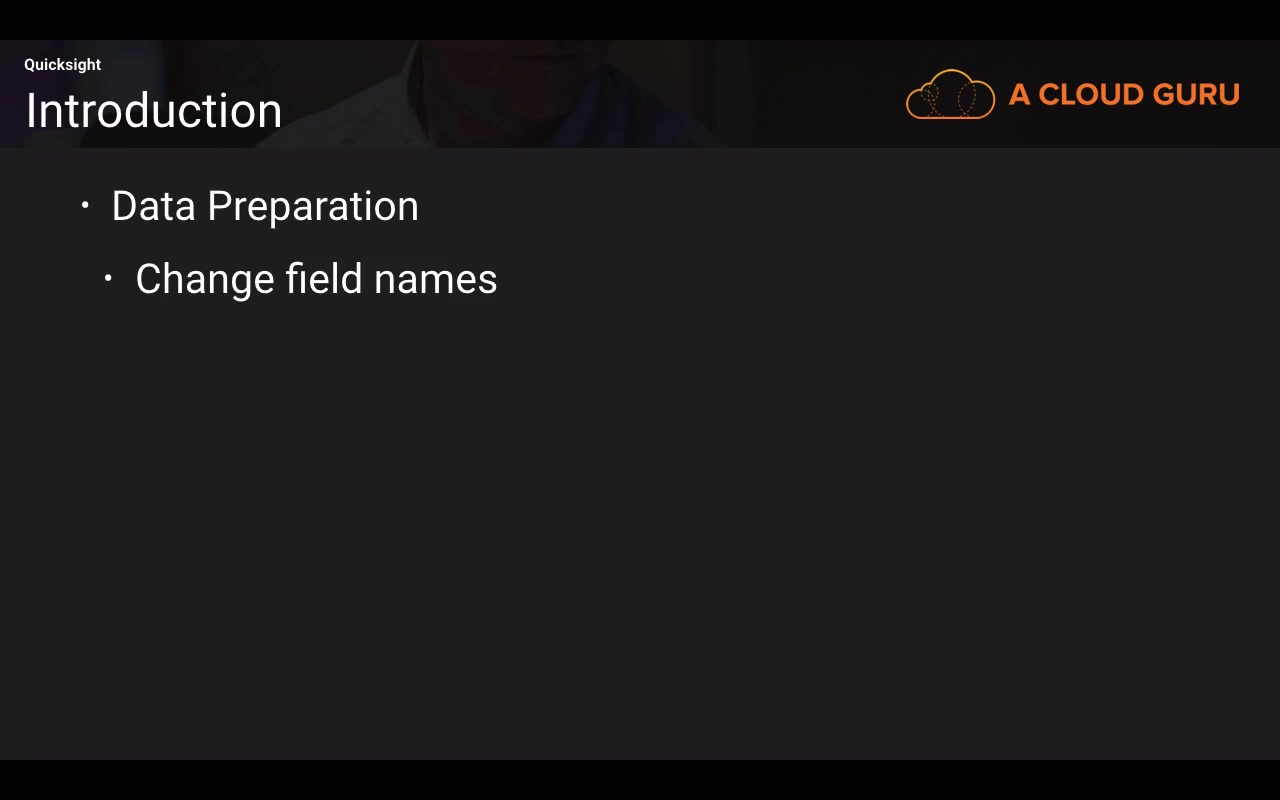 Quicksight
Introduction
A CLOUD GURU
· Data Preparation
· Change field names